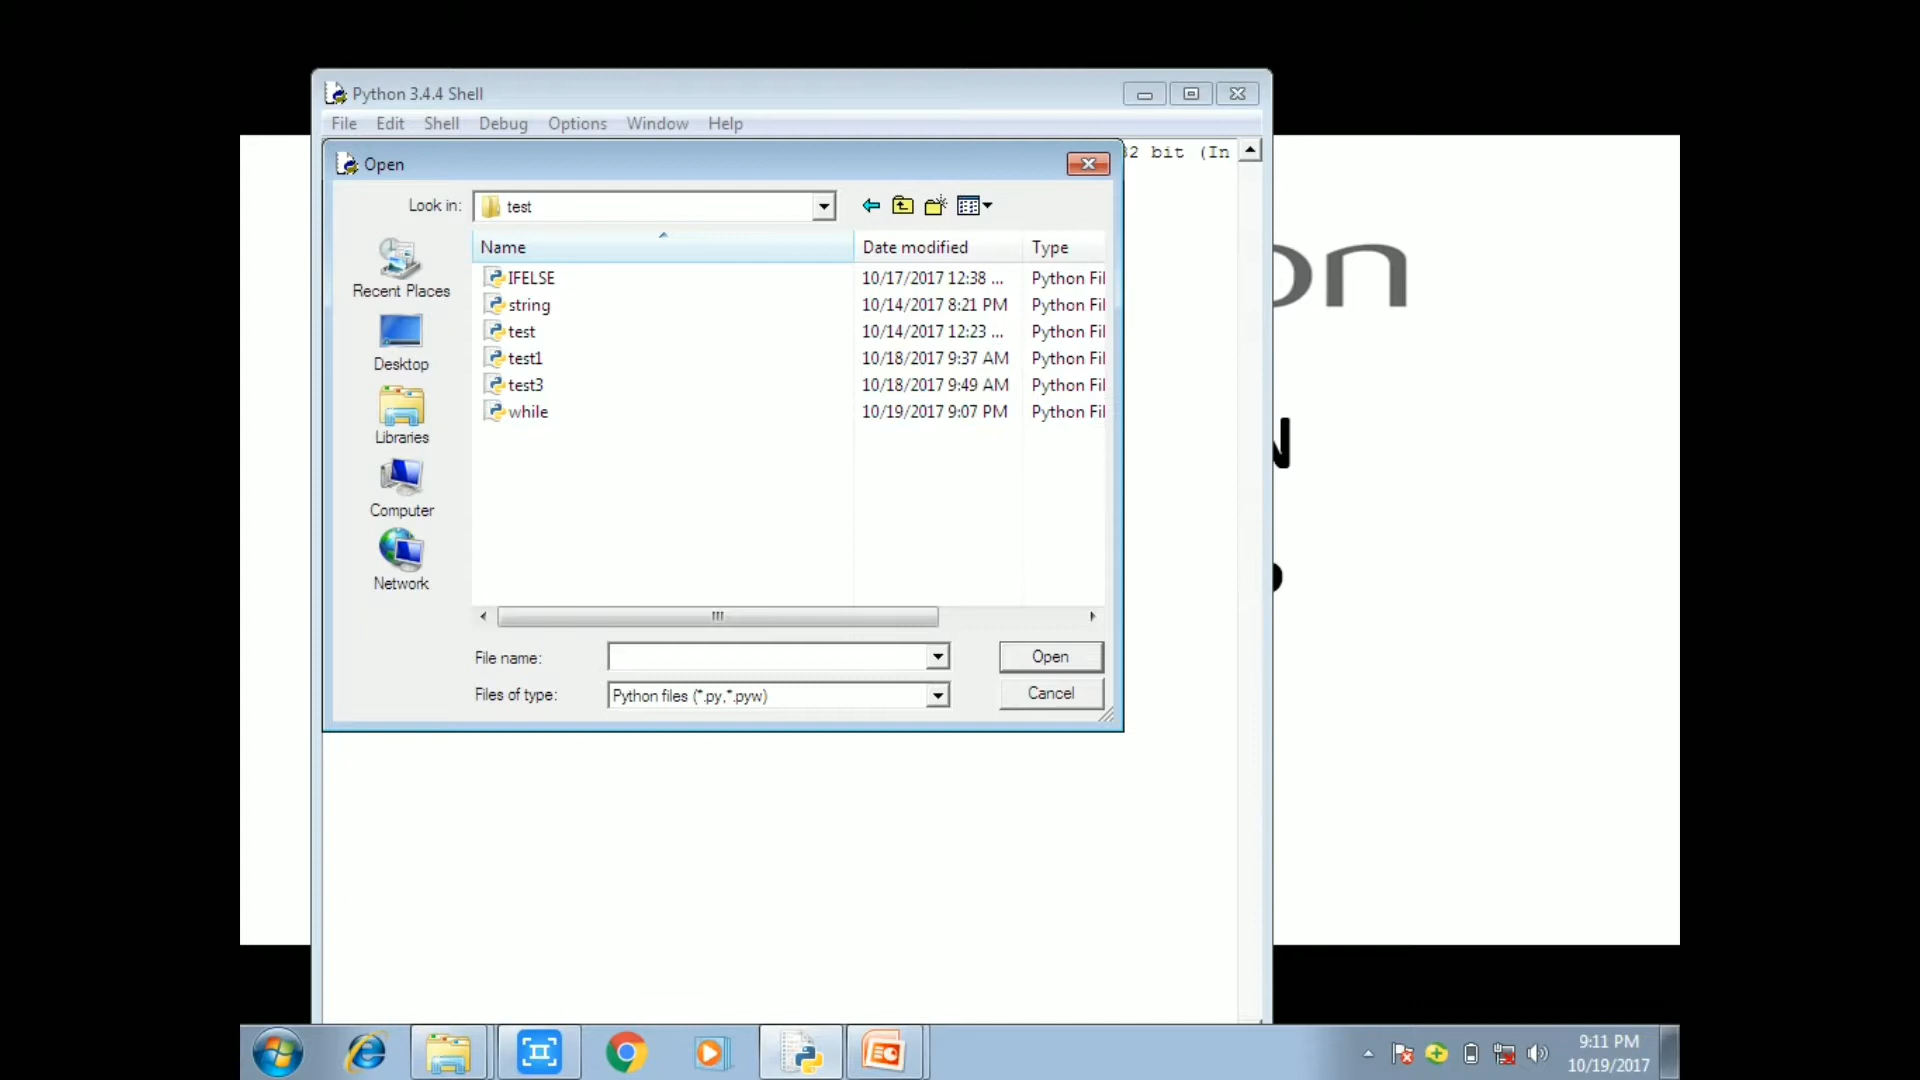 Python 3.4.4 Shell
File Edit Shell Debug Options Window Help
32 bit (In
Open
Look in: test
Name Date modified Type
IFELSE 10/17/2017 12:38 ... Python Fil
string 10/14/2017 8:21 PM Python Fil
test 10/14/2017 12:23 ... Python Fil
test1 10/18/2017 9:37 AM Python Fil
test3 10/18/2017 9:49 AM Python Fil
while 10/19/2017 9:07 PM Python Fil
Recent Places
Desktop
Libraries
Computer
Network
File name: Open
Files of type: Python files (*.py,*.pyw) Cancel
on
N
9:11 PM
10/19/2017